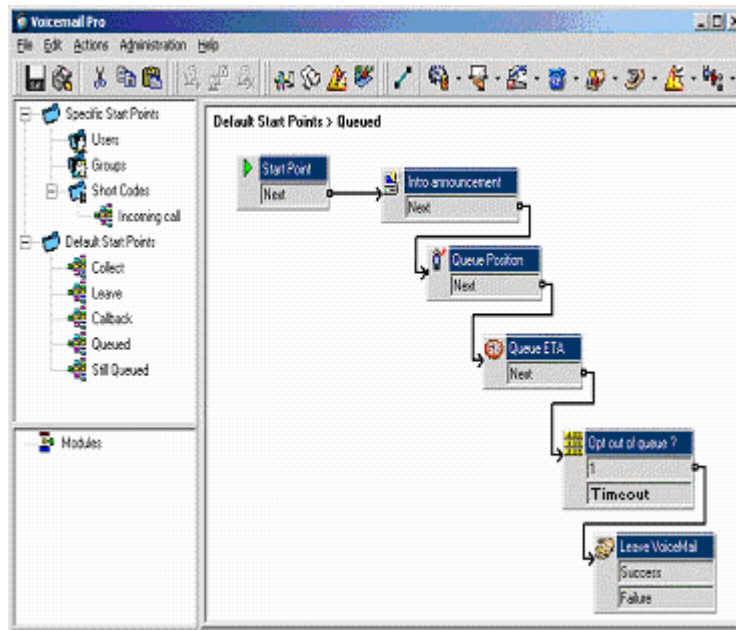 Voicemail Pro
File Edit Actions Administration Help
Specific Start Points
Users
Groups
Short Codes
Incoming call
Default Start Points
Collect
Leave
Callback
Queued
Still Queued
Modules
Default Start Points > Queued
Start Point
Next
Intro announcement
Next
Queue Position
Next
Queue ETA
Next
Opt out of queue ?
1
Timeout
Leave VoiceMail
Success
Failure